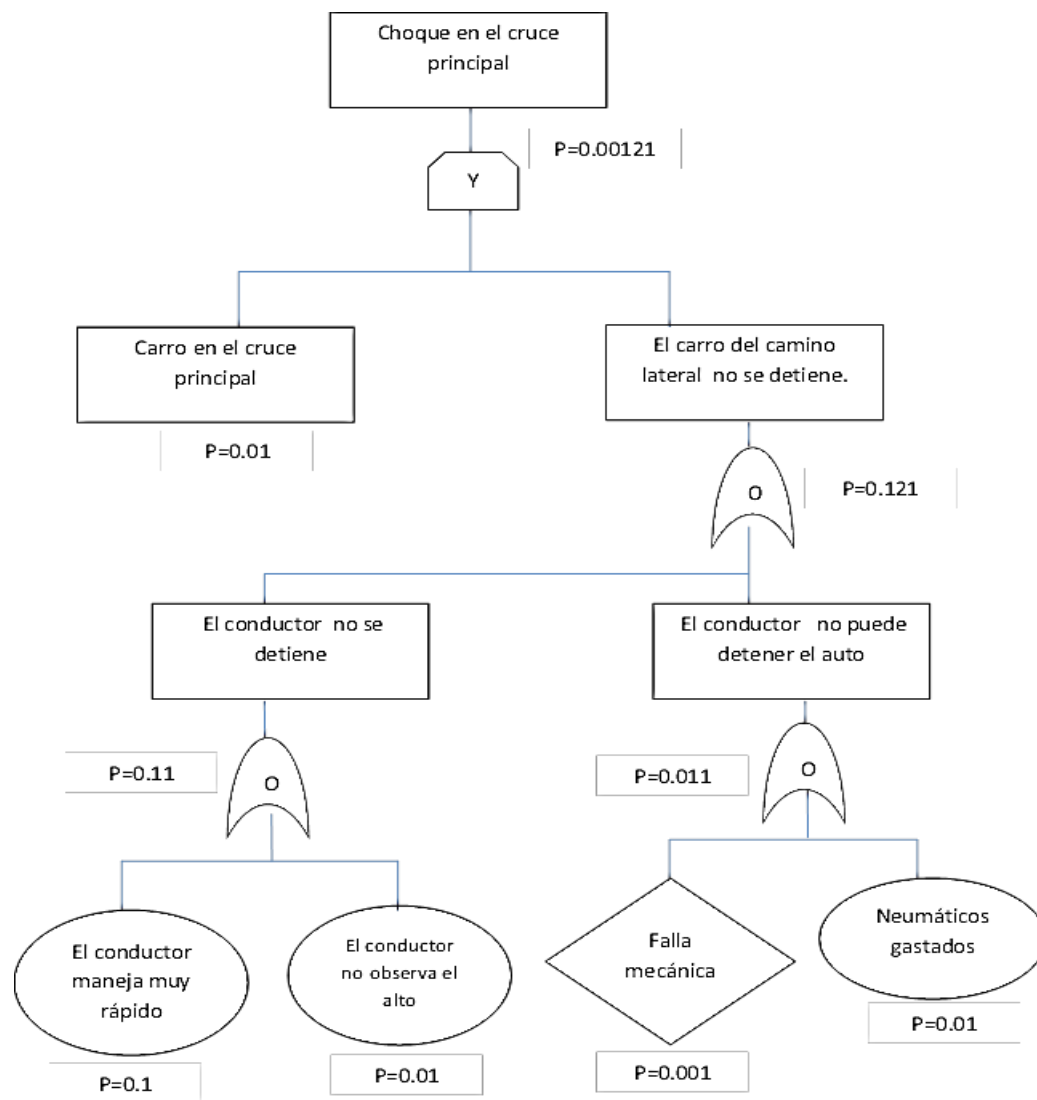 Choque en el cruce
principal
P=0.00121
Y
Carro en el cruce
principal
P=0.01
El carro del camino
lateral no se detiene.
O
P=0.121
El conductor no se
detiene
El conductor no puede
detener el auto
P=0.11
O
P=0.011
O
El conductor
maneja muy
rápido
P=0.1
El conductor
no observa el
alto
P=0.01
Falla
mecánica
P=0.001
Neumáticos
gastados
P=0.01